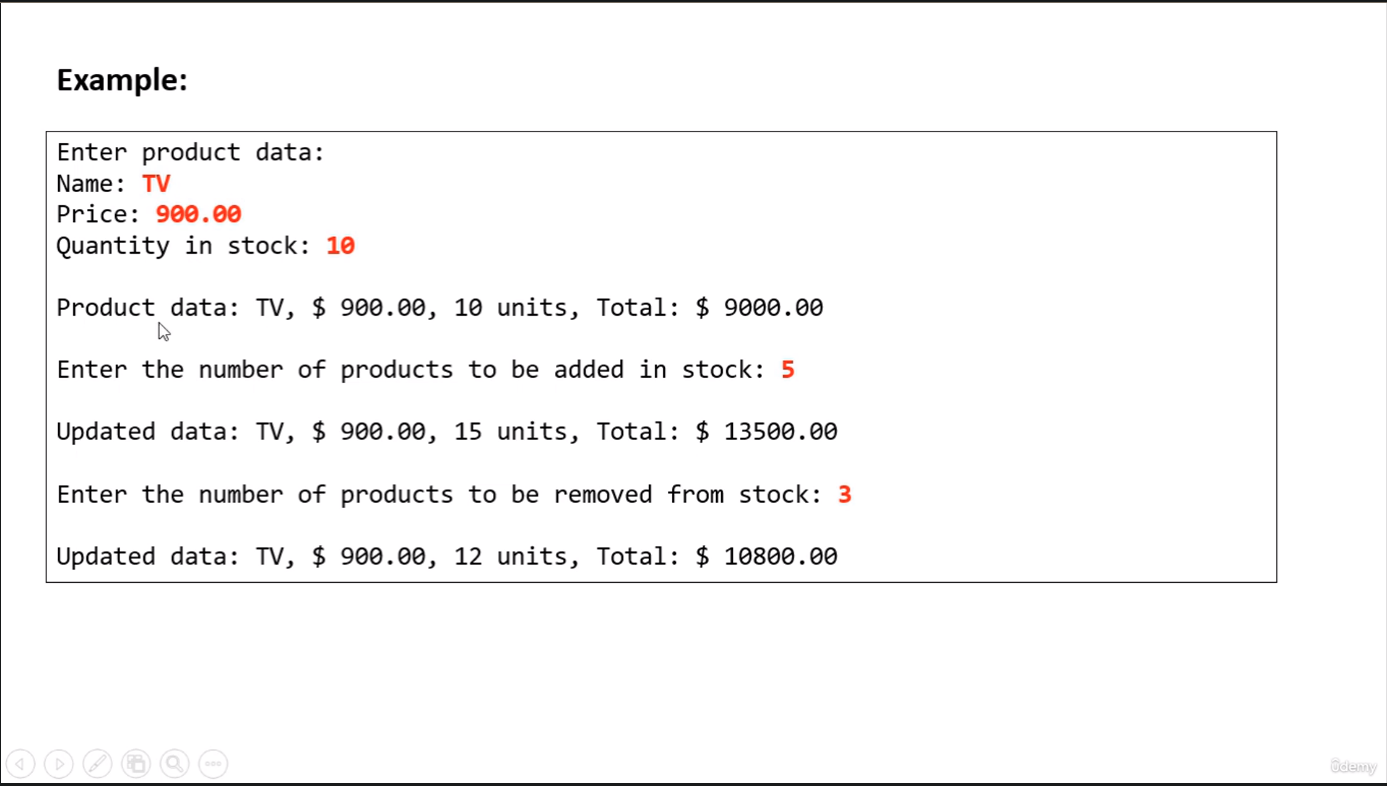 Example:
Enter product data:
Name: TV
Price: 900.00
Quantity in stock: 10
Product data: TV, $ 900.00, 10 units, Total: $ 9000.00
Enter the number of products to be added in stock: 5
Updated data: TV, $ 900.00, 15 units, Total: $ 13500.00
Enter the number of products to be removed from stock: 3
Updated data: TV, $ 900.00, 12 units, Total: $ 10800.00
ûdemy